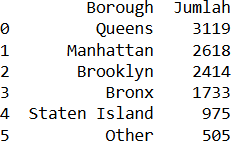 Borough Jumlah
0 Queens 3119
1 Manhattan 2618
2 Brooklyn 2414
3 Bronx 1733
4 Staten Island 975
5 Other 505